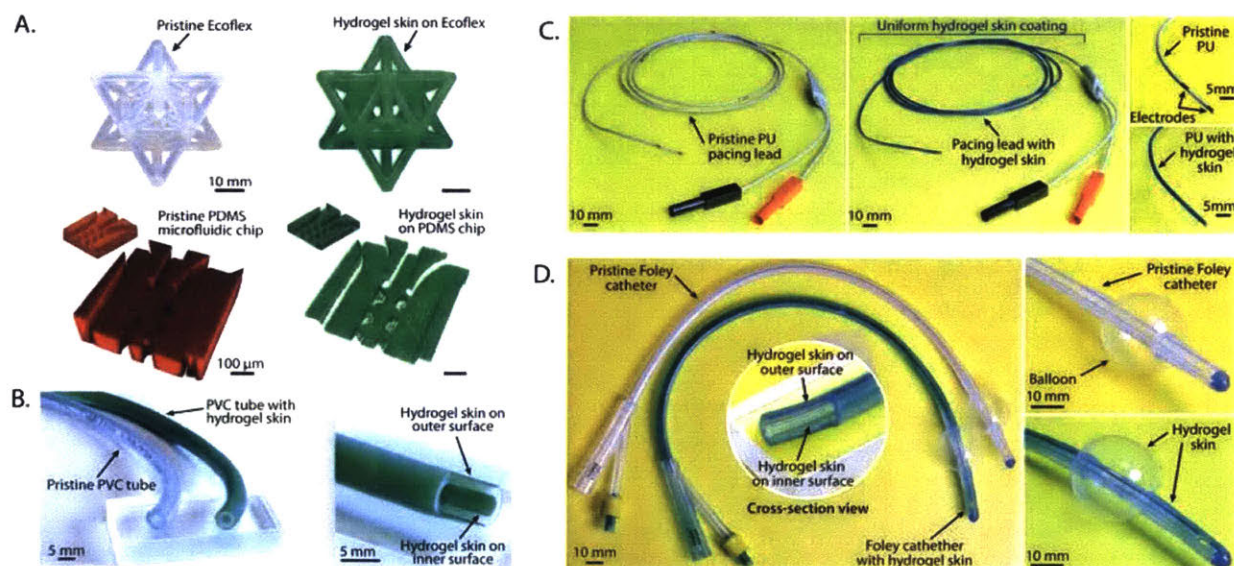 A.
Pristine Ecoflex
Hydrogel skin on Ecoflex
10 mm
Pristine PDMS
microfluidic chip
Hydrogel skin
on PDMS chip
100 µm
B.
PVC tube with
hydrogel skin
Pristine PVC tube
5 mm
Hydrogel skin on
outer surface
5 mm
Hydrogel skin on
inner surface
C.
Uniform hydrogel skin coating
Pristine PU
pacing lead
10 mm
Pacing lead with
hydrogel skin
10 mm
Pristine
PU
5mm
Electrodes
PU with
hydrogel
skin
5mm
D.
Pristine Foley
catheter
Hydrogel skin on
outer surface
Hydrogel skin
on inner surface
Cross-section view
10 mm
Foley cathether
with hydrogel skin
Pristine Foley
catheter
Balloon
10 mm
Hydrogel
skin
10 mm